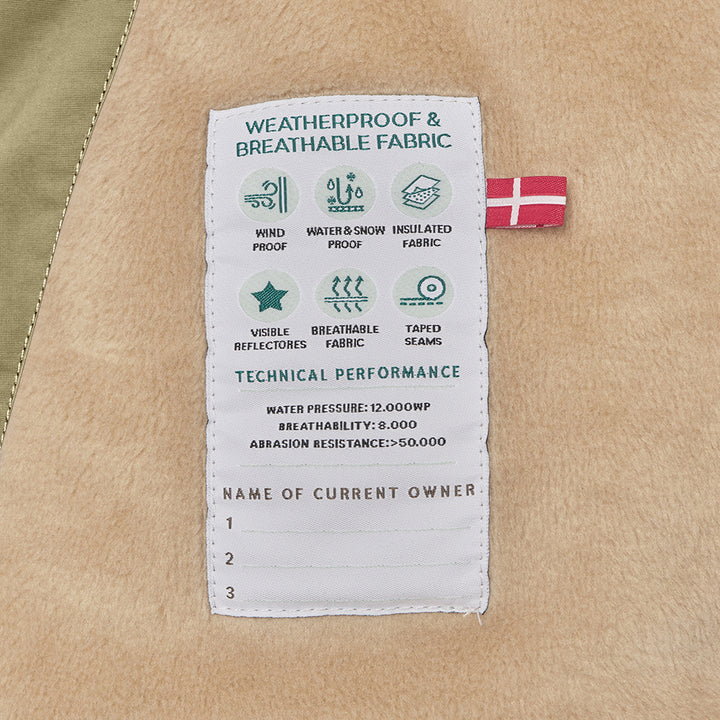 WEATHERPROOF &
BREATHABLE FABRIC
WIND
PROOF
WATER & SNOW
PROOF
INSULATED
FABRIC
VISIBLE
REFLECTORES
BREATHABLE
FABRIC
TAPED
SEAMS
TECHNICAL PERFORMANCE
WATER PRESSURE: 12.000WP
BREATHABILITY: 8.000
ABRASION RESISTANCE:>50.000
NAME OF CURRENT OWNER
1
2
3